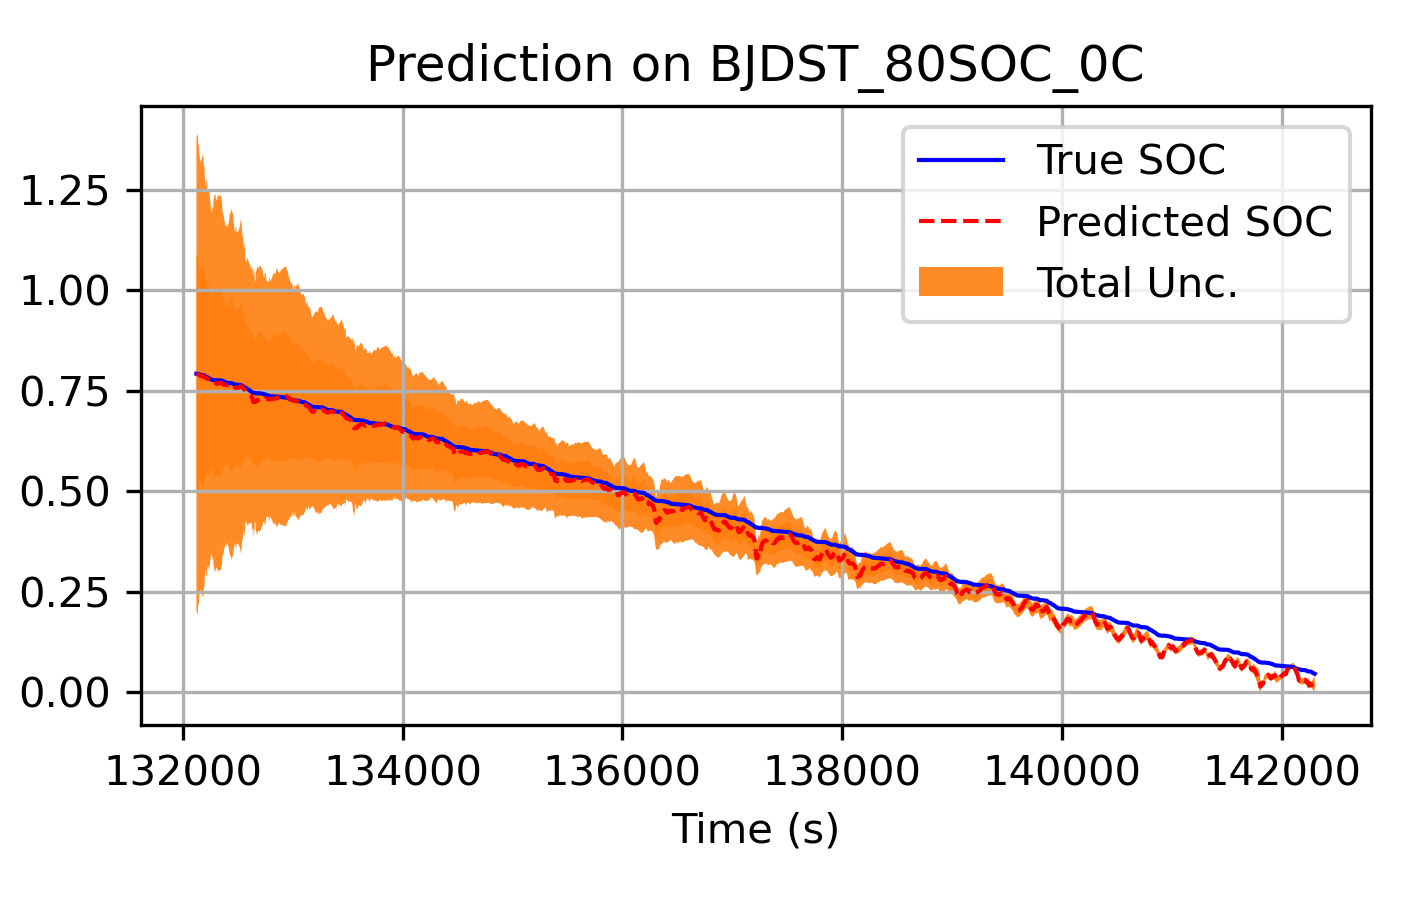 Prediction on BJDST_80SOC_0C
True SOC
Predicted SOC
Total Unc.
1.25
1.00
0.75
0.50
0.25
0.00
132000 134000 136000 138000 140000 142000
Time (s)